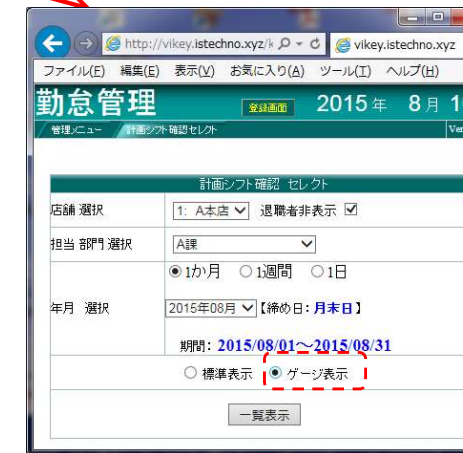 http://vikey.istechno.xyz/k
vikey.istechno.xyz
ファイル(F) 編集(E) 表示(V) お気に入り(A) ツール(T) ヘルプ(H)
勤怠管理 登録画面 2015年 8月 1
管理メニュー 計画シフト確認セレクト Ver
計画シフト確認 セレクト
店舗 選択 1: A本店 退職者非表示
担当 部門 選択 A課
1か月 1週間 1日
年月 選択 2015年08月 【締め日:月末日】
期間: 2015/08/01～2015/08/31
標準表示 ゲージ表示
一覧表示